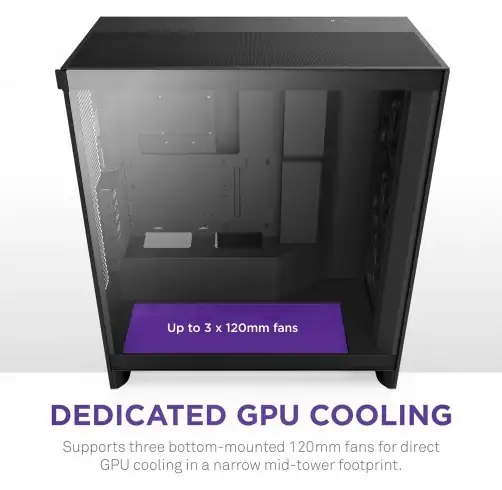 Up to 3 x 120mm fans
DEDICATED GPU COOLING
Supports three bottom-mounted 120mm fans for direct
GPU cooling in a narrow mid-tower footprint.